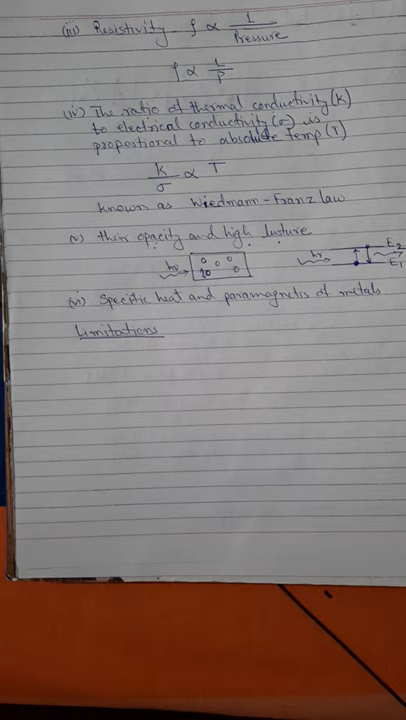 (iii) Resistivity ρ ∝ 1/Pressure
ρ ∝ 1/P
(iv) The ratio of thermal conductivity (K)
to electrical conductivity (σ) is
propostional to absolute temp (T)
K/σ ∝ T
known as Wiedmann-Franz law
(v) their opacity and high lusture
hν hν E2
E1
(vi) Specific heat and paramagnetis of metals
Limitations